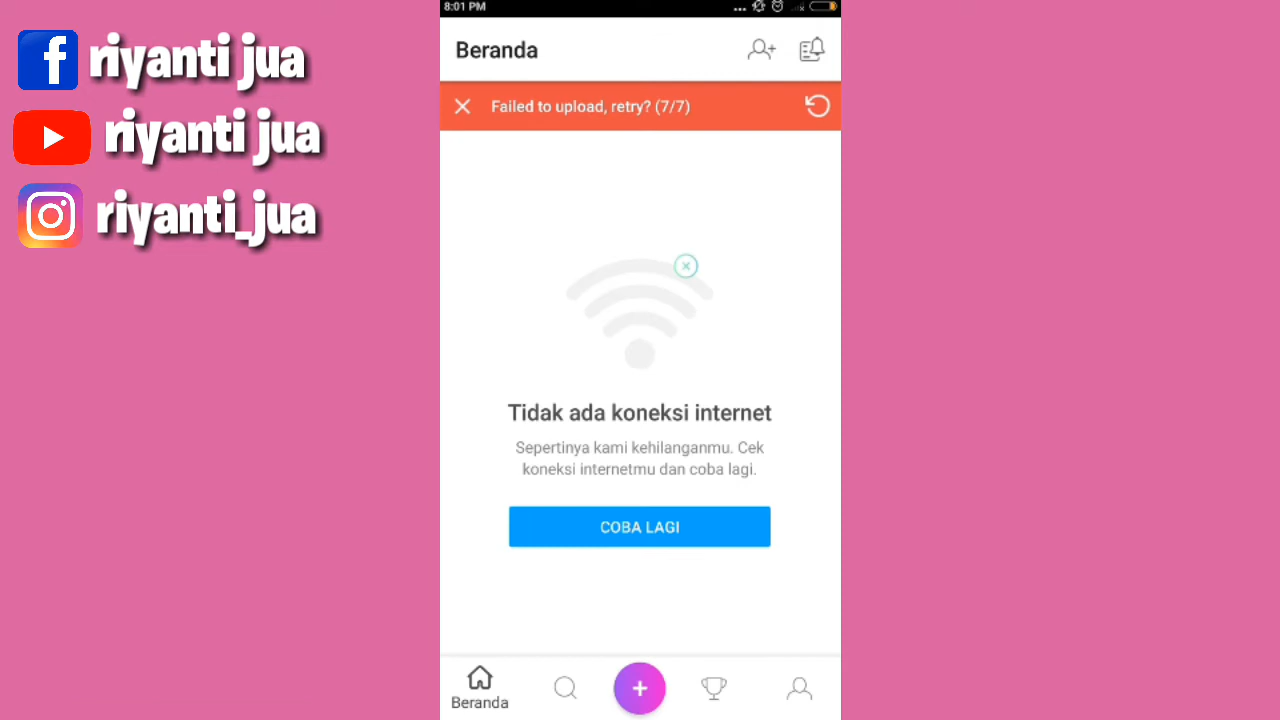 riyanti jua
riyanti jua
riyanti_jua
8:01 PM
Beranda
Failed to upload, retry? (7/7)
Tidak ada koneksi internet
Sepertinya kami kehilanganmu. Cek
koneksi internetmu dan coba lagi.
COBA LAGI
Beranda